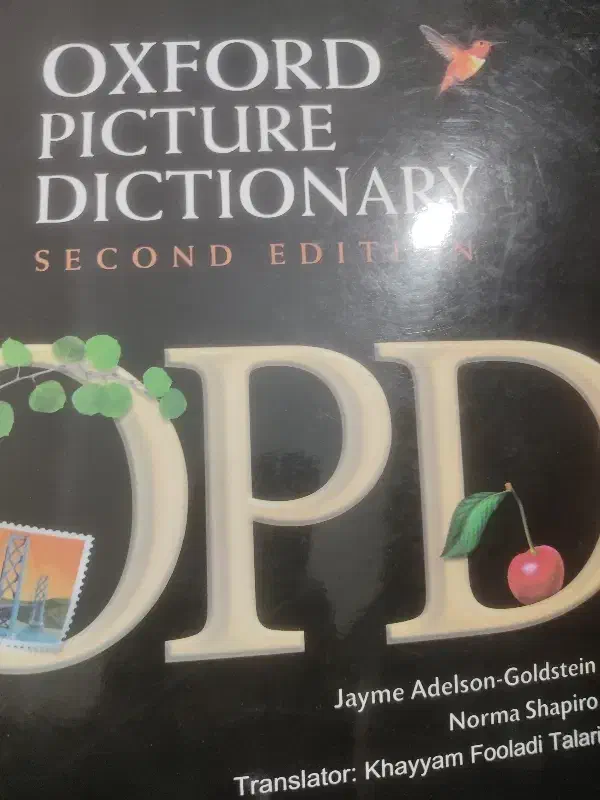 OXFORD
PICTURE
DICTIONARY
SECOND EDITION
OPD
Jayme Adelson-Goldstein
Norma Shapiro
Translator: Khayyam Fooladi Talari